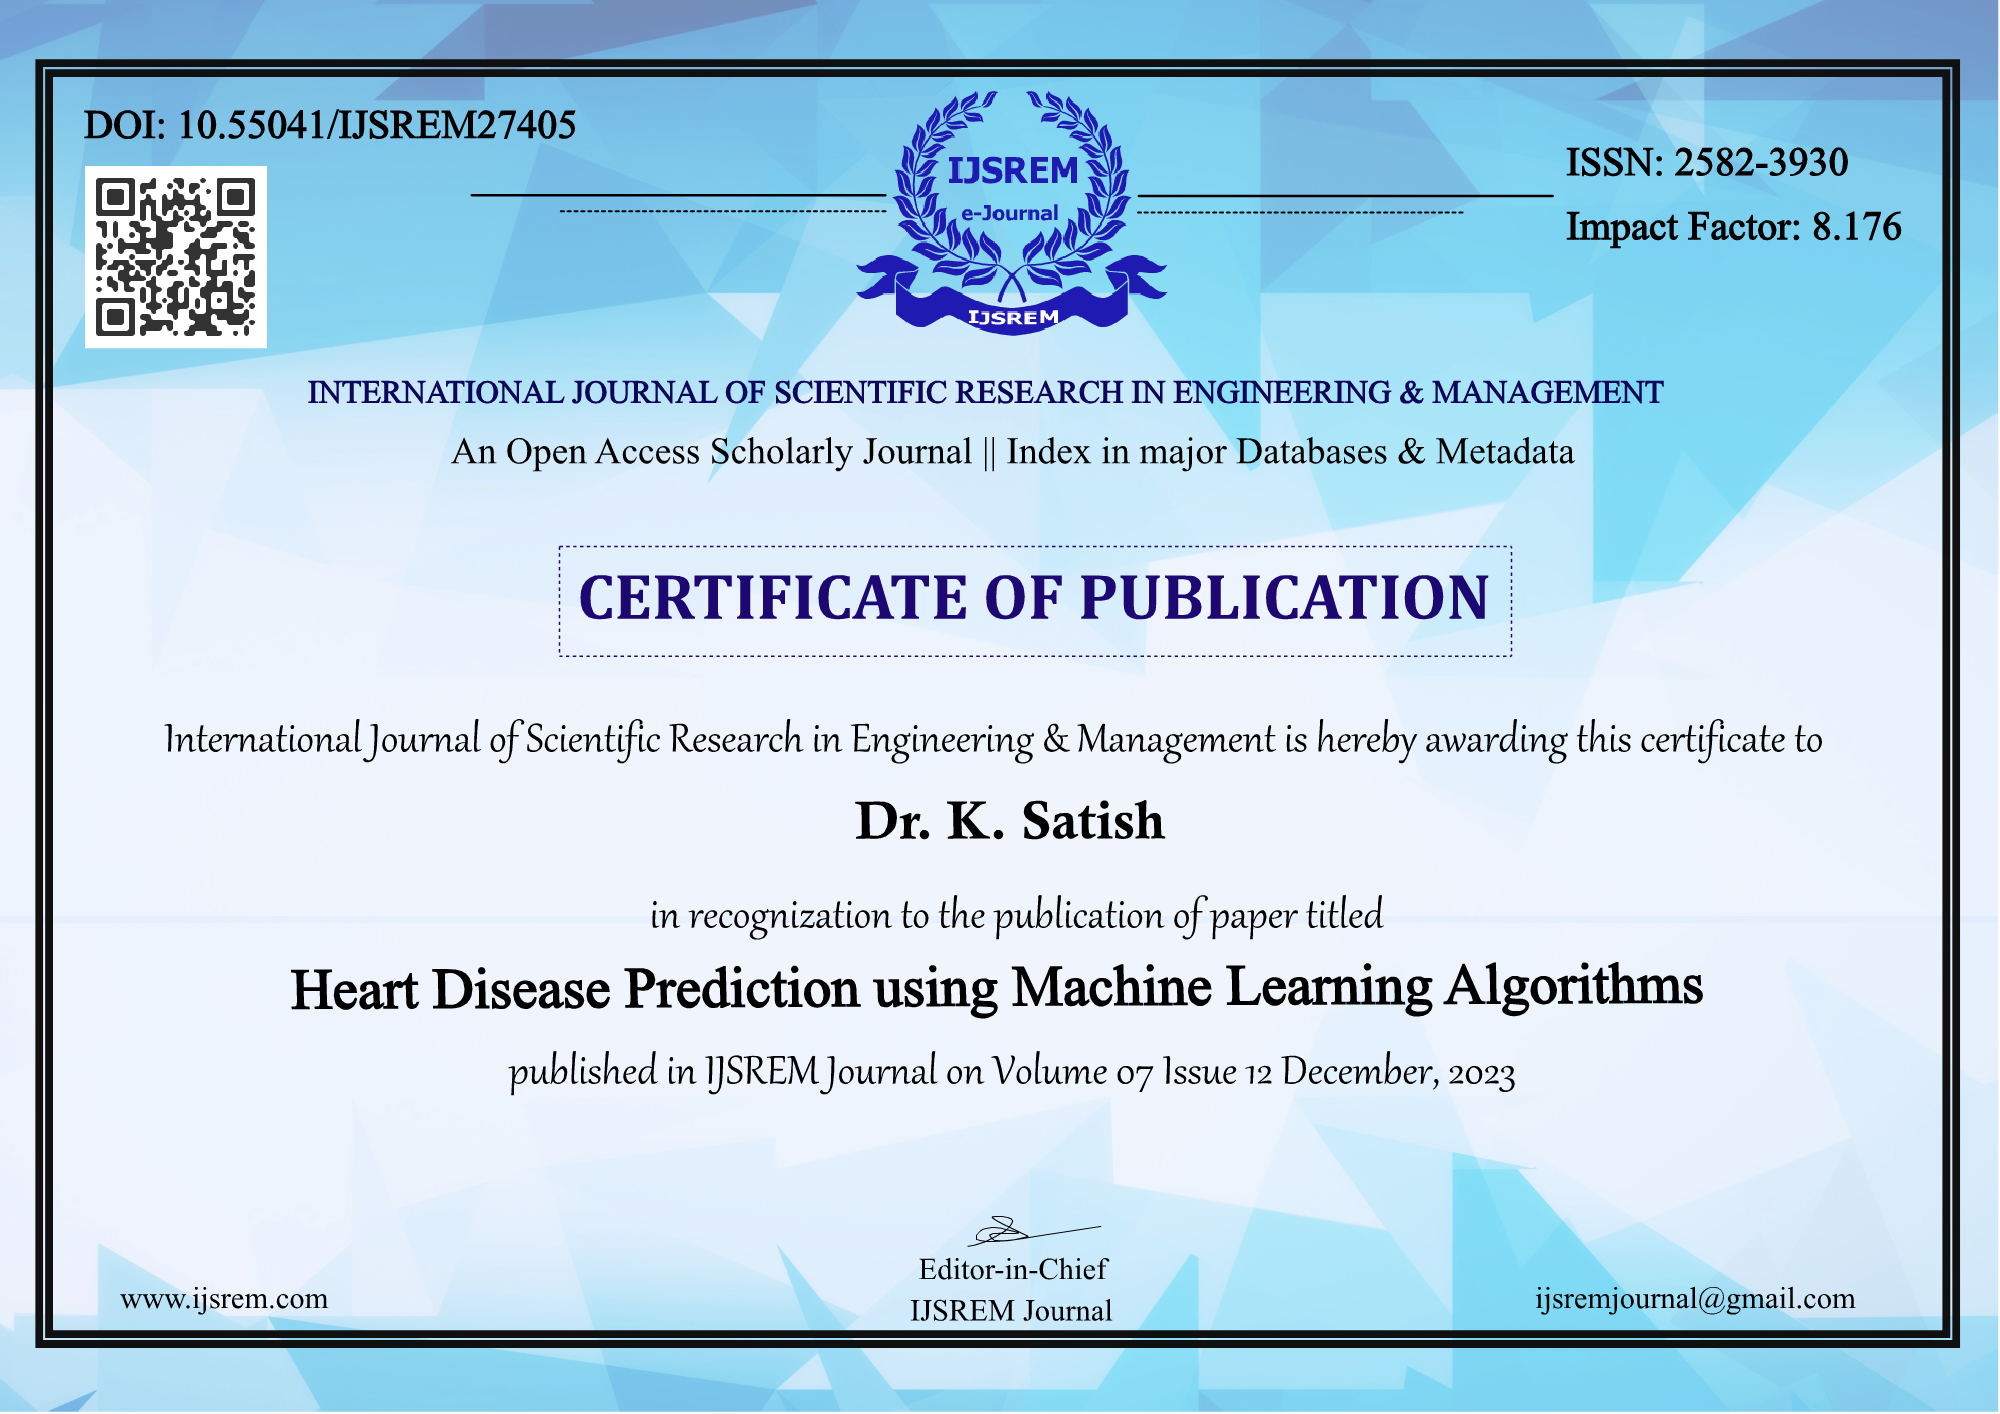 DOI: 10.55041/IJSREM27405
ISSN: 2582-3930
Impact Factor: 8.176
IJSREM
e-Journal
IJSREM
INTERNATIONAL JOURNAL OF SCIENTIFIC RESEARCH IN ENGINEERING & MANAGEMENT
An Open Access Scholarly Journal || Index in major Databases & Metadata
CERTIFICATE OF PUBLICATION
International Journal of Scientific Research in Engineering & Management is hereby awarding this certificate to
Dr. K. Satish
in recognization to the publication of paper titled
Heart Disease Prediction using Machine Learning Algorithms
published in IJSREM Journal on Volume 07 Issue 12 December, 2023
Editor-in-Chief
IJSREM Journal
www.ijsrem.com
ijsremjournal@gmail.com